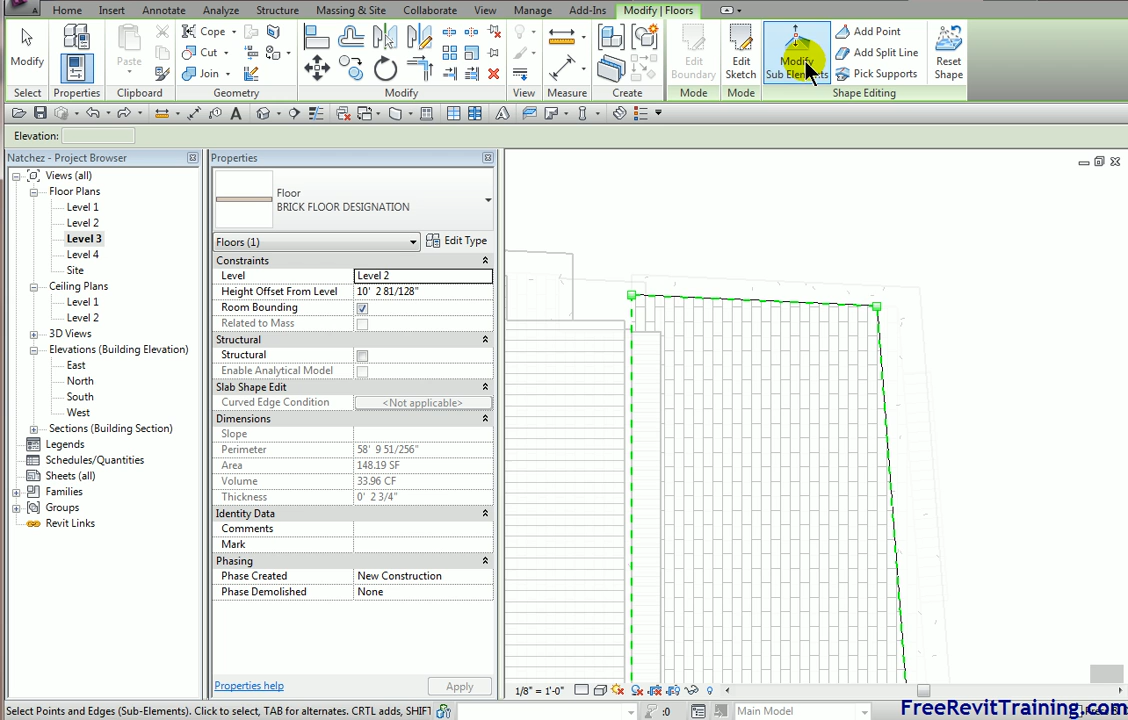 Home Insert Annotate Analyze Structure Massing & Site Collaborate View Manage Add-Ins Modify | Floors
Modify
Paste
Cope
Cut
Join
Edit Boundary
Edit Sketch
Modify Sub Elements
Add Point
Add Split Line
Pick Supports
Reset Shape
Select Properties Clipboard Geometry Modify View Measure Create Mode Mode Shape Editing
A
Elevation:
Natchez - Project Browser
Views (all)
Floor Plans
Level 1
Level 2
Level 3
Level 4
Site
Ceiling Plans
Level 1
Level 2
3D Views
Elevations (Building Elevation)
East
North
South
West
Sections (Building Section)
Legends
Schedules/Quantities
Sheets (all)
Families
Groups
Revit Links
Properties
Floor
BRICK FLOOR DESIGNATION
Floors (1) Edit Type
Constraints
Level Level 2
Height Offset From Level 10' 2 81/128"
Room Bounding
Related to Mass
Structural
Structural
Enable Analytical Model
Slab Shape Edit
Curved Edge Condition <Not applicable>
Dimensions
Slope
Perimeter 58' 9 51/256"
Area 148.19 SF
Volume 33.96 CF
Thickness 0' 2 3/4"
Identity Data
Comments
Mark
Phasing
Phase Created New Construction
Phase Demolished None
Properties help Apply
1/8" = 1'-0"
Select Points and Edges (Sub-Elements). Click to select, TAB for alternates. CRTL adds, SHIFT
:0 Main Model
FreeRevitTraining.com